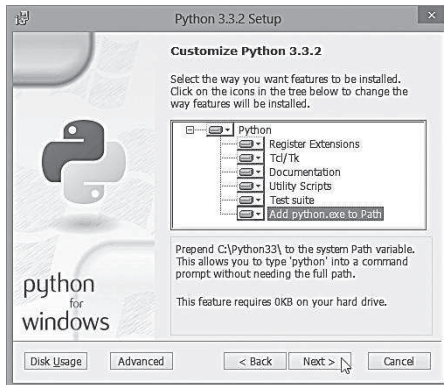 Python 3.3.2 Setup
Customize Python 3.3.2
Select the way you want features to be installed.
Click on the icons in the tree below to change the
way features will be installed.
Python
Register Extensions
Tcl/Tk
Documentation
Utility Scripts
Test suite
Add python.exe to Path
Prepend C:\Python33\ to the system Path variable.
This allows you to type 'python' into a command
prompt without needing the full path.
This feature requires 0KB on your hard drive.
python
for
windows
Disk Usage
Advanced
< Back
Next >
Cancel